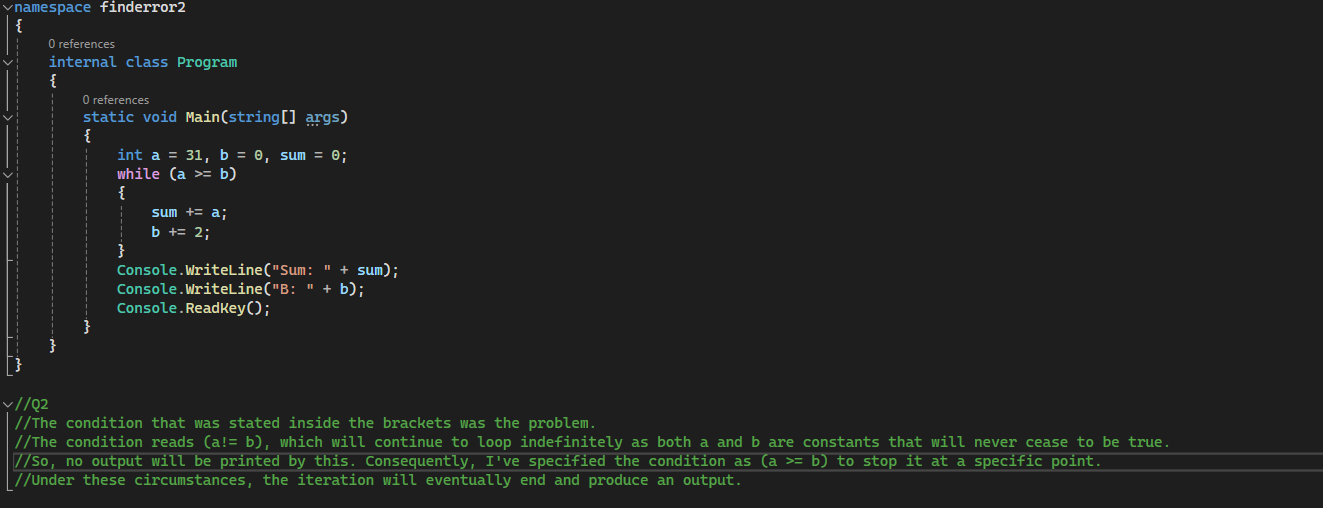 namespace finderror2
{
0 references
internal class Program
{
0 references
static void Main(string[] args)
{
int a = 31, b = 0, sum = 0;
while (a >= b)
{
sum += a;
b += 2;
}
Console.WriteLine("Sum: " + sum);
Console.WriteLine("B: " + b);
Console.ReadKey();
}
}
}
//Q2
//The condition that was stated inside the brackets was the problem.
//The condition reads (a!= b), which will continue to loop indefinitely as both a and b are constants that will never cease to be true.
//So, no output will be printed by this. Consequently, I've specified the condition as (a >= b) to stop it at a specific point.
//Under these circumstances, the iteration will eventually end and produce an output.